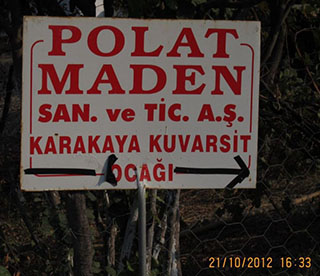 POLAT
MADEN
SAN. ve TİC. A.Ş.
KARAKAYA KUVARSİT
OCAĞI
21/10/2012 16:33